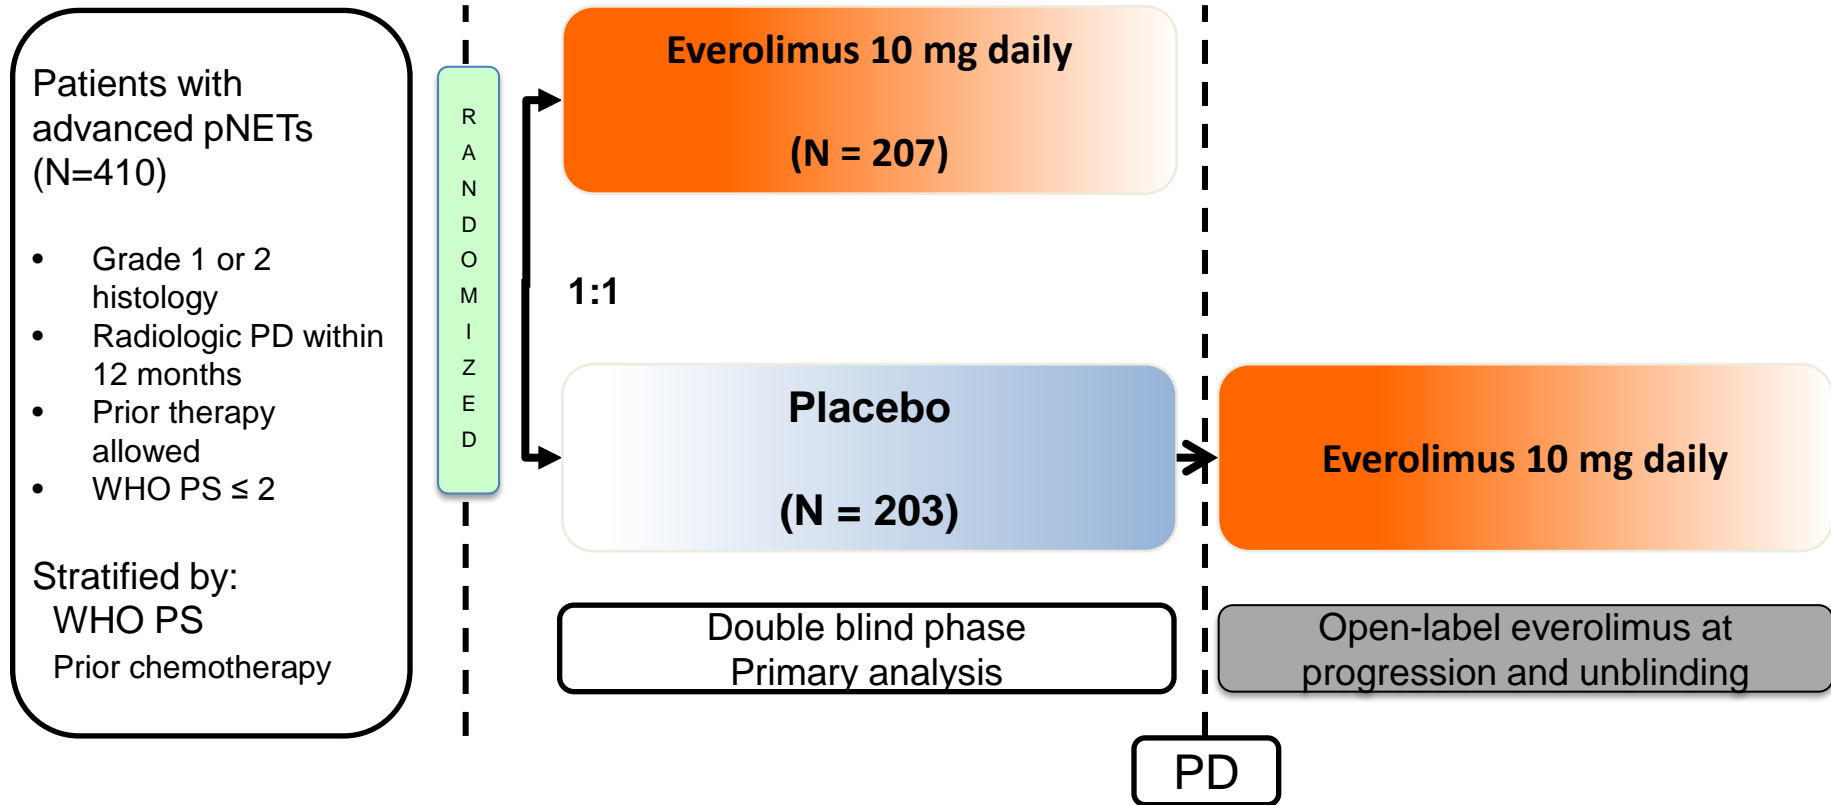 Patients with
advanced pNETs
(N=410)
• Grade 1 or 2
histology
• Radiologic PD within
12 months
• Prior therapy
allowed
• WHO PS ≤ 2
Stratified by:
WHO PS
Prior chemotherapy
RANDOMIZED
1:1
Everolimus 10 mg daily
(N = 207)
Placebo
(N = 203)
Everolimus 10 mg daily
Double blind phase
Primary analysis
Open-label everolimus at
progression and unblinding
PD